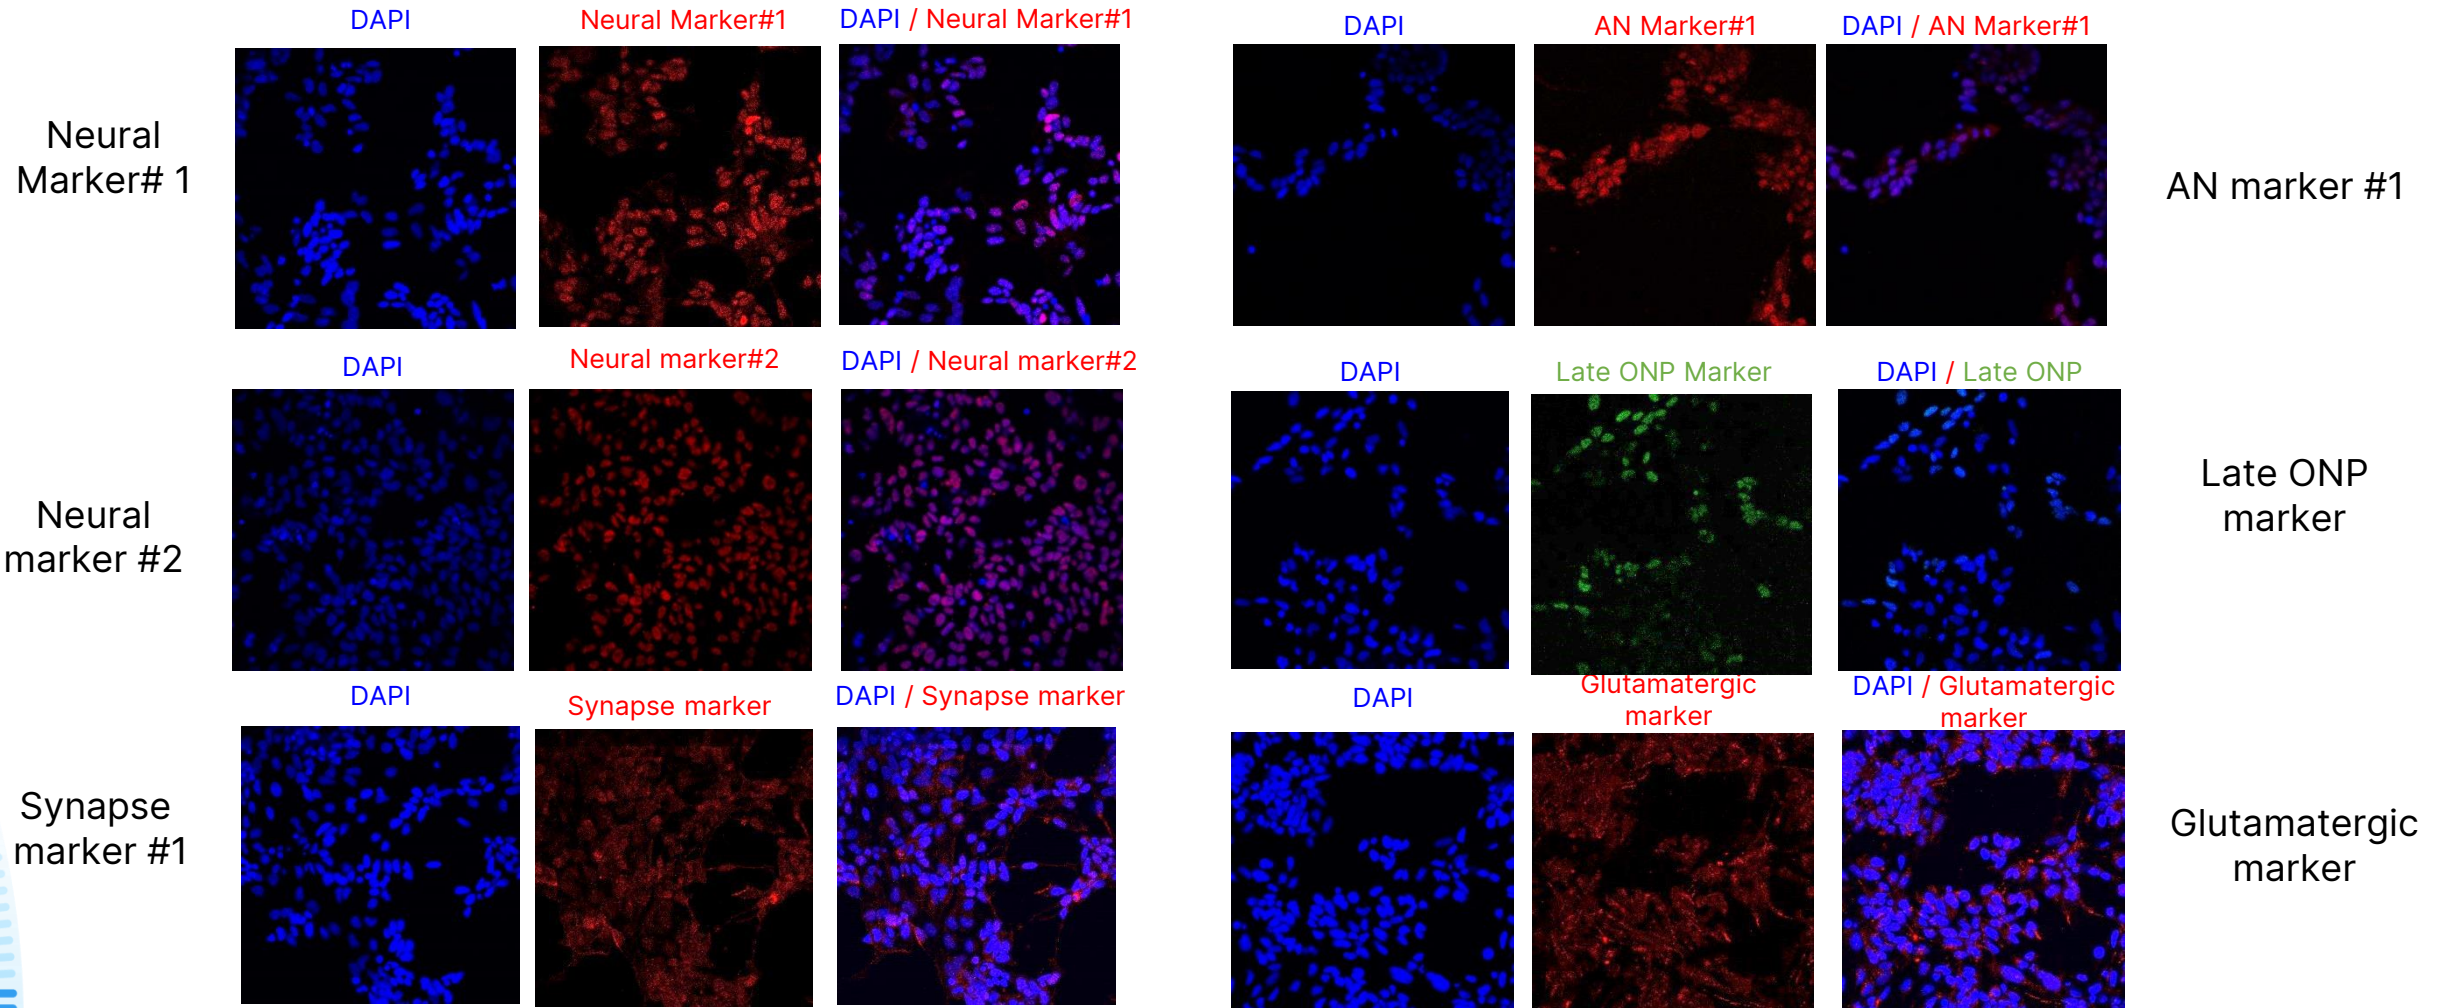 DAPI
Neural Marker#1
DAPI / Neural Marker#1
DAPI
AN Marker#1
DAPI / AN Marker#1
Neural
Marker# 1
AN marker #1
DAPI
Neural marker#2
DAPI / Neural marker#2
DAPI
Late ONP Marker
DAPI / Late ONP
Neural
marker #2
Late ONP
marker
DAPI
Synapse marker
DAPI / Synapse marker
DAPI
Glutamatergic
marker
DAPI / Glutamatergic
marker
Synapse
marker #1
Glutamatergic
marker